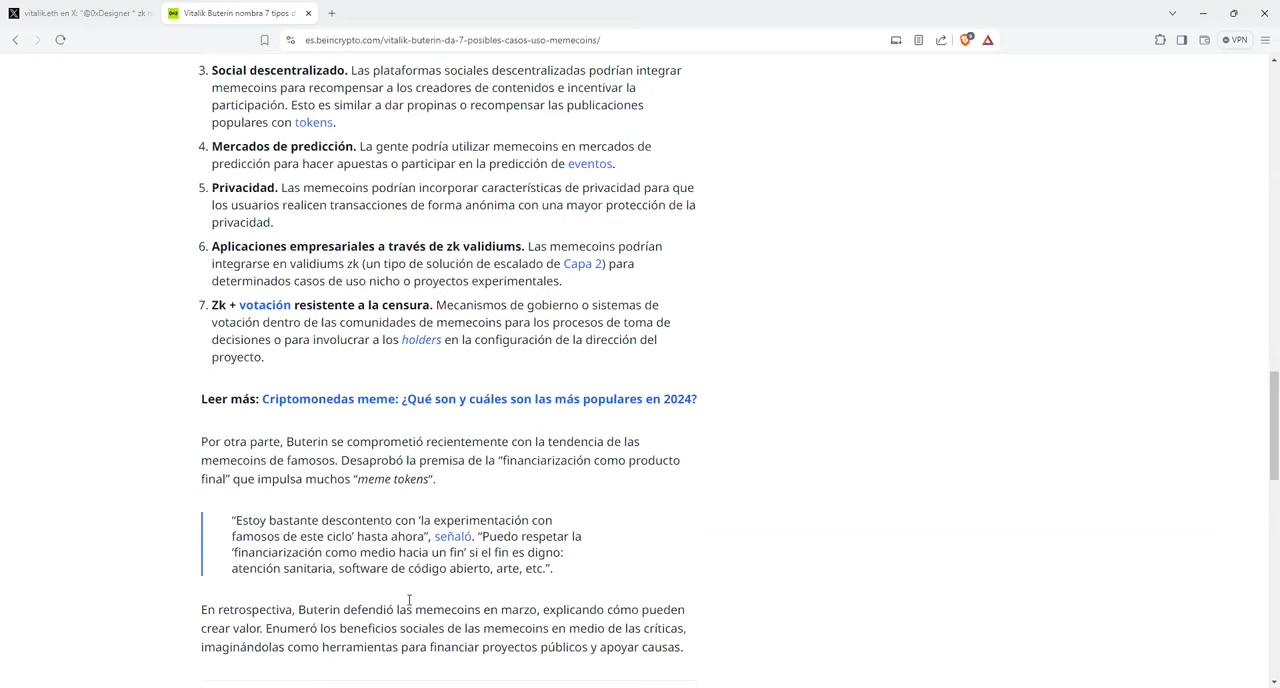 vitalik.eth en X: "@0xDesigner * zk n
Vitalik Buterin nombra 7 tipos d
es.beincrypto.com/vitalik-buterin-da-7-posibles-casos-uso-memecoins/
VPN
3. Social descentralizado. Las plataformas sociales descentralizadas podrían integrar
memecoins para recompensar a los creadores de contenidos e incentivar la
participación. Esto es similar a dar propinas o recompensar las publicaciones
populares con tokens.
4. Mercados de predicción. La gente podría utilizar memecoins en mercados de
predicción para hacer apuestas o participar en la predicción de eventos.
5. Privacidad. Las memecoins podrían incorporar características de privacidad para que
los usuarios realicen transacciones de forma anónima con una mayor protección de la
privacidad.
6. Aplicaciones empresariales a través de zk validiums. Las memecoins podrían
integrarse en validiums zk (un tipo de solución de escalado de Capa 2) para
determinados casos de uso nicho o proyectos experimentales.
7. Zk + votación resistente a la censura. Mecanismos de gobierno o sistemas de
votación dentro de las comunidades de memecoins para los procesos de toma de
decisiones o para involucrar a los holders en la configuración de la dirección del
proyecto.
Leer más: Criptomonedas meme: ¿Qué son y cuáles son las más populares en 2024?
Por otra parte, Buterin se comprometió recientemente con la tendencia de las
memecoins de famosos. Desaprobó la premisa de la “financiarización como producto
final” que impulsa muchos “meme tokens“.
“Estoy bastante descontento con ‘la experimentación con
famosos de este ciclo’ hasta ahora”, señaló. “Puedo respetar la
‘financiarización como medio hacia un fin’ si el fin es digno:
atención sanitaria, software de código abierto, arte, etc.”.
En retrospectiva, Buterin defendió las memecoins en marzo, explicando cómo pueden
crear valor. Enumeró los beneficios sociales de las memecoins en medio de las críticas,
imaginándolas como herramientas para financiar proyectos públicos y apoyar causas.